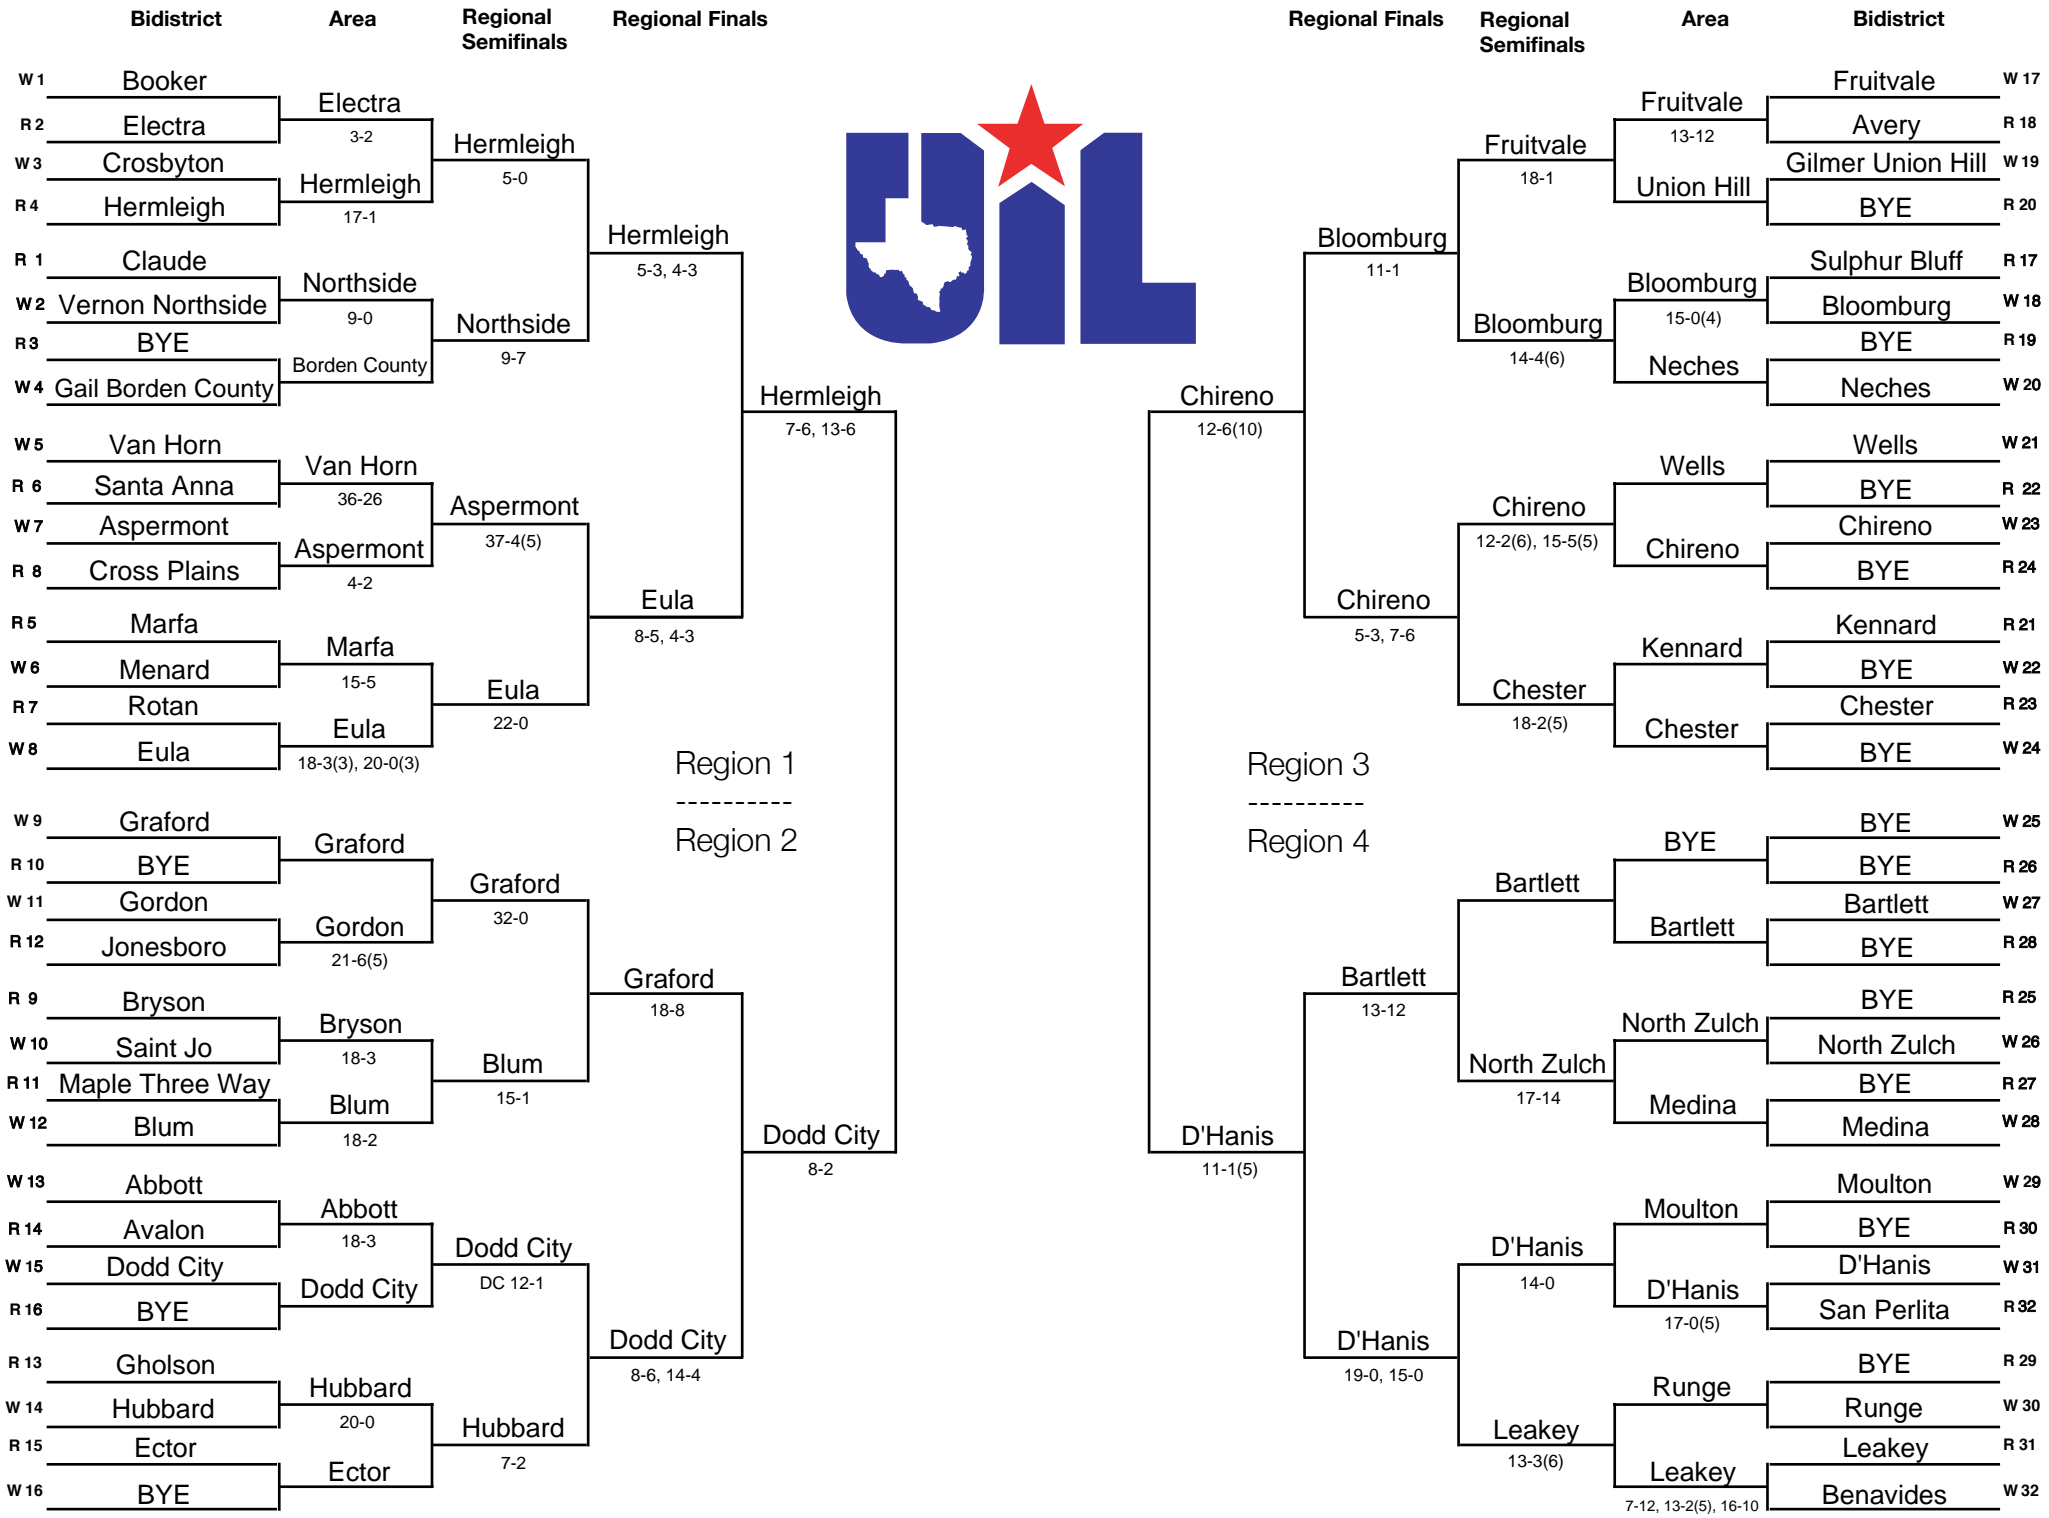 Bidistrict
Area
Regional
Semifinals
Regional Finals
Regional Finals
Regional
Semifinals
Area
Bidistrict
W 1
Booker
R 2
Electra
W 3
Crosbyton
R 4
Hermleigh
R 1
Claude
W 2
Vernon Northside
R 3
BYE
W 4
Gail Borden County
W 5
Van Horn
R 6
Santa Anna
W 7
Aspermont
R 8
Cross Plains
R 5
Marfa
W 6
Menard
R 7
Rotan
W 8
Eula
W 9
Graford
R 10
BYE
W 11
Gordon
R 12
Jonesboro
R 9
Bryson
W 10
Saint Jo
R 11
Maple Three Way
W 12
Blum
W 13
Abbott
R 14
Avalon
W 15
Dodd City
R 16
BYE
R 13
Gholson
W 14
Hubbard
R 15
Ector
W 16
BYE
Electra
3-2
Hermleigh
17-1
Northside
9-0
Borden County
Van Horn
36-26
Aspermont
4-2
Marfa
15-5
Eula
18-3(3), 20-0(3)
Graford
Gordon
21-6(5)
Bryson
18-3
Blum
18-2
Abbott
18-3
Dodd City
Hubbard
20-0
Ector
Hermleigh
5-0
Northside
9-7
Aspermont
37-4(5)
Eula
22-0
Graford
32-0
Blum
15-1
Dodd City
DC 12-1
Hubbard
7-2
Hermleigh
5-3, 4-3
Eula
8-5, 4-3
Region 1
----------
Region 2
Graford
18-8
Dodd City
8-6, 14-4
Hermleigh
7-6, 13-6
Dodd City
8-2
UIL
Chireno
12-6(10)
D'Hanis
11-1(5)
Bloomburg
11-1
Chireno
5-3, 7-6
Region 3
----------
Region 4
Bartlett
13-12
D'Hanis
19-0, 15-0
Fruitvale
18-1
Bloomburg
14-4(6)
Chireno
12-2(6), 15-5(5)
Chester
18-2(5)
Bartlett
North Zulch
17-14
D'Hanis
14-0
Leakey
13-3(6)
Fruitvale
13-12
Union Hill
Bloomburg
15-0(4)
Neches
Wells
Chireno
Kennard
Chester
BYE
Bartlett
North Zulch
Medina
Moulton
D'Hanis
17-0(5)
Runge
Leakey
7-12, 13-2(5), 16-10
Fruitvale
W 17
Avery
R 18
Gilmer Union Hill
W 19
BYE
R 20
Sulphur Bluff
R 17
Bloomburg
W 18
BYE
R 19
Neches
W 20
Wells
W 21
BYE
R 22
Chireno
W 23
BYE
R 24
Kennard
R 21
BYE
W 22
Chester
R 23
BYE
W 24
BYE
W 25
BYE
R 26
Bartlett
W 27
BYE
R 28
BYE
R 25
North Zulch
W 26
BYE
R 27
Medina
W 28
Moulton
W 29
BYE
R 30
D'Hanis
W 31
San Perlita
R 32
BYE
R 29
Runge
W 30
Leakey
R 31
Benavides
W 32